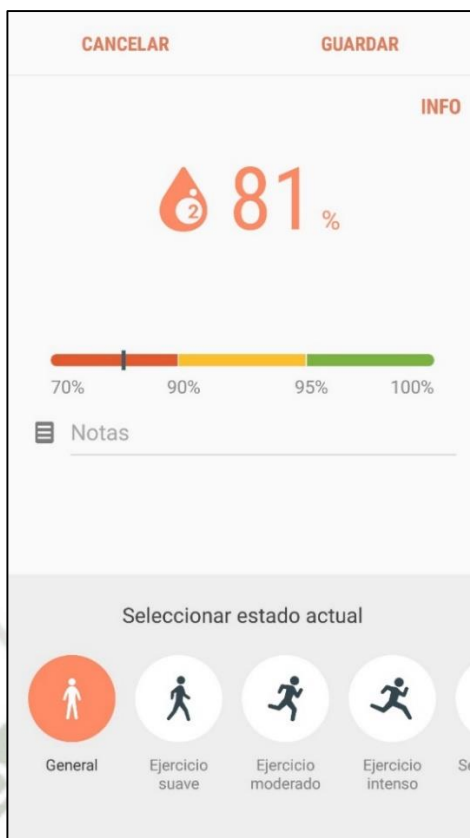 CANCELAR GUARDAR
INFO
2 81 %
70% 90% 95% 100%
Notas
Seleccionar estado actual
General Ejercicio suave Ejercicio moderado Ejercicio intenso